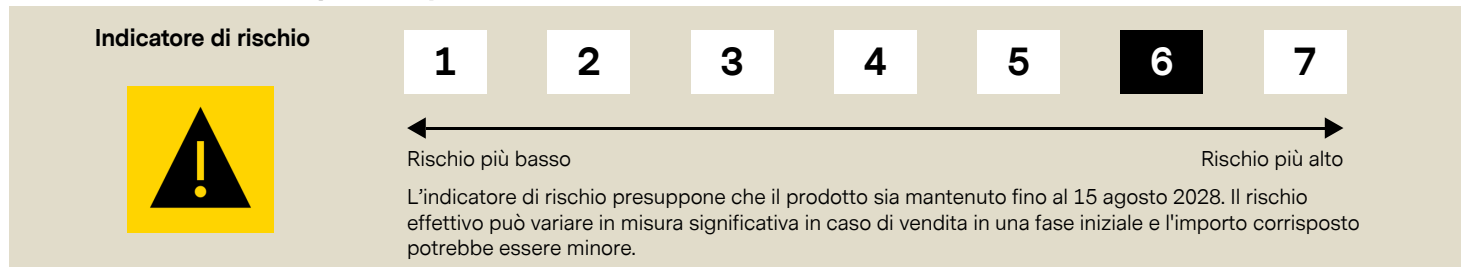 Indicatore di rischio
1 2 3 4 5 6 7
Rischio più basso Rischio più alto
L'indicatore di rischio presuppone che il prodotto sia mantenuto fino al 15 agosto 2028. Il rischio
effettivo può variare in misura significativa in caso di vendita in una fase iniziale e l'importo corrisposto
potrebbe essere minore.